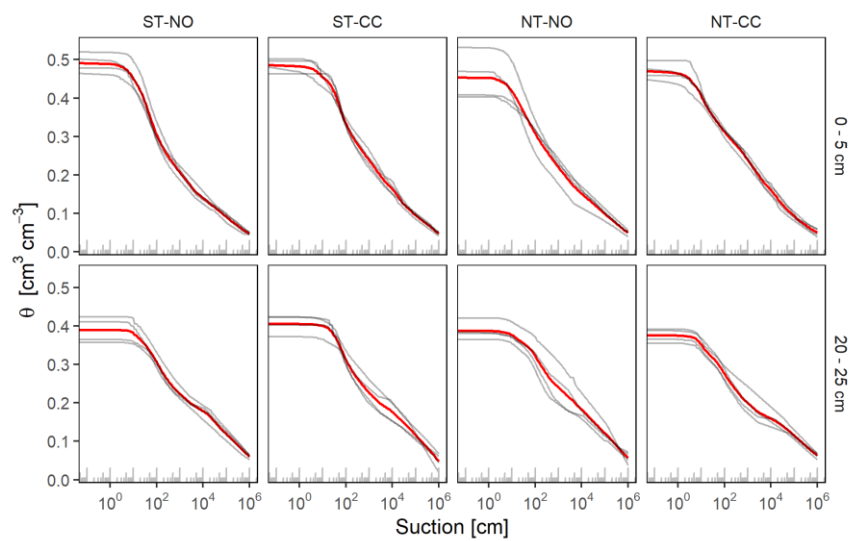 ST-NO ST-CC NT-NO NT-CC
0.5
0.4
0.3
0.2
0.1
0.0
0 - 5 cm
θ [cm³ cm⁻³]
0.4
0.3
0.2
0.1
0.0
20 - 25 cm
10⁰ 10² 10⁴ 10⁶ 10⁰ 10² 10⁴ 10⁶ 10⁰ 10² 10⁴ 10⁶ 10⁰ 10² 10⁴ 10⁶
Suction [cm]